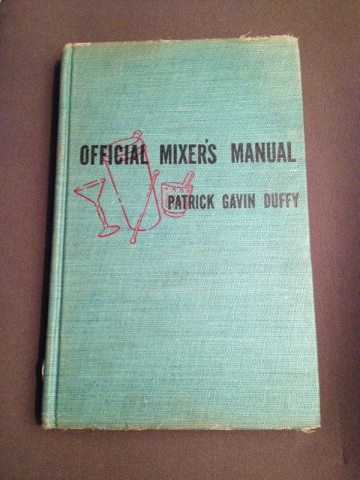 OFFICIAL MIXER'S MANUAL
PATRICK GAVIN DUFFY